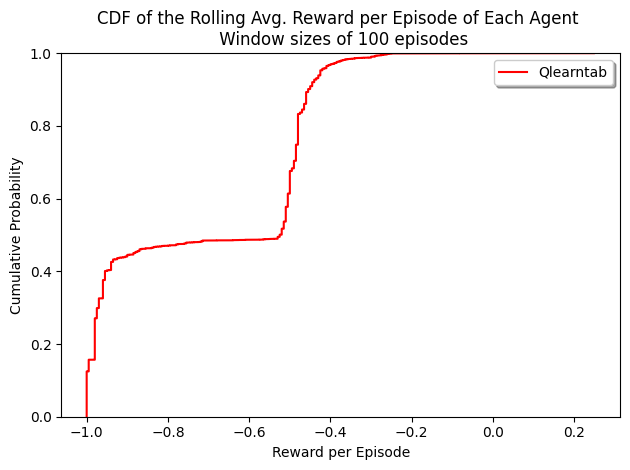 CDF of the Rolling Avg. Reward per Episode of Each Agent
Window sizes of 100 episodes
Qlearntab
Cumulative Probability
1.0
0.8
0.6
0.4
0.2
0.0
−1.0 −0.8 −0.6 −0.4 −0.2 0.0 0.2
Reward per Episode